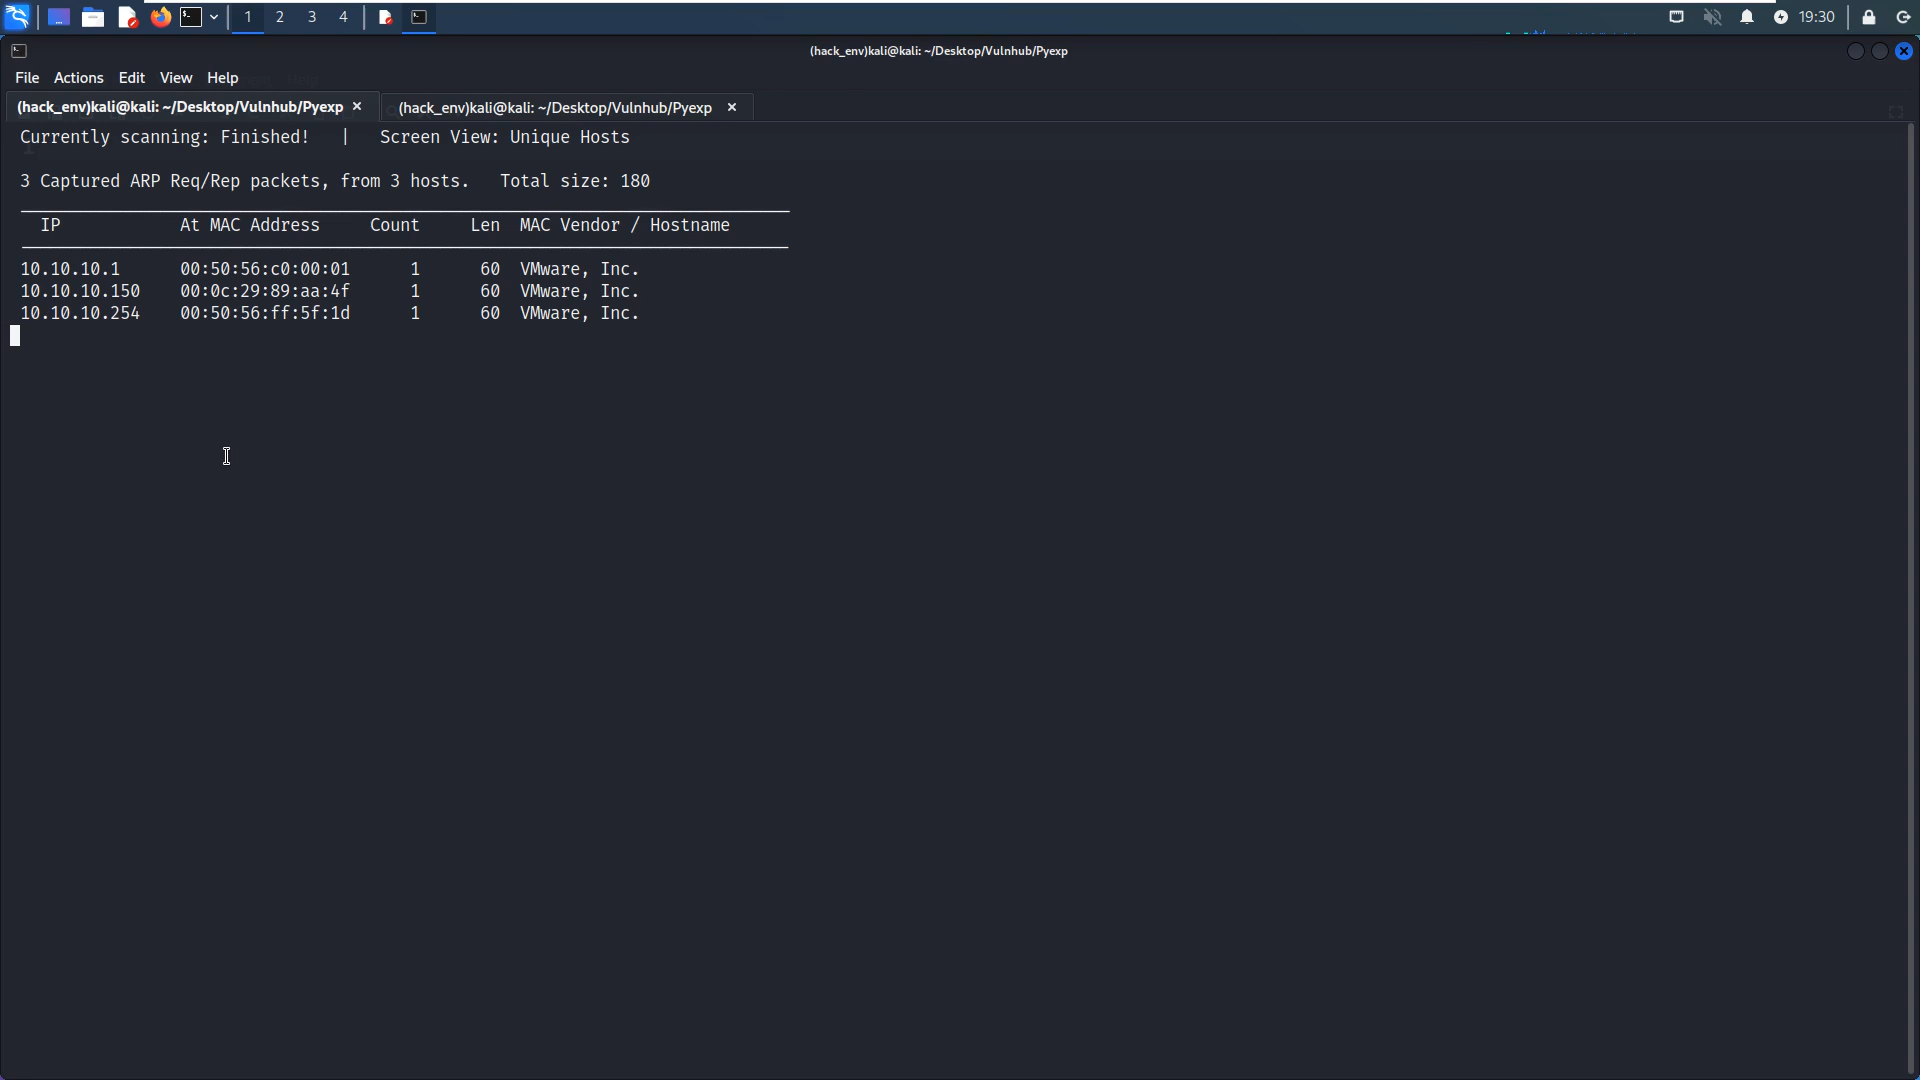 1 2 3 4 19:30
(hack_env)kali@kali: ~/Desktop/Vulnhub/Pyexp
File Actions Edit View Help
(hack_env)kali@kali: ~/Desktop/Vulnhub/Pyexp × (hack_env)kali@kali: ~/Desktop/Vulnhub/Pyexp ×
Currently scanning: Finished! | Screen View: Unique Hosts
3 Captured ARP Req/Rep packets, from 3 hosts. Total size: 180
IP At MAC Address Count Len MAC Vendor / Hostname
10.10.10.1 00:50:56:c0:00:01 1 60 VMware, Inc.
10.10.10.150 00:0c:29:89:aa:4f 1 60 VMware, Inc.
10.10.10.254 00:50:56:ff:5f:1d 1 60 VMware, Inc.